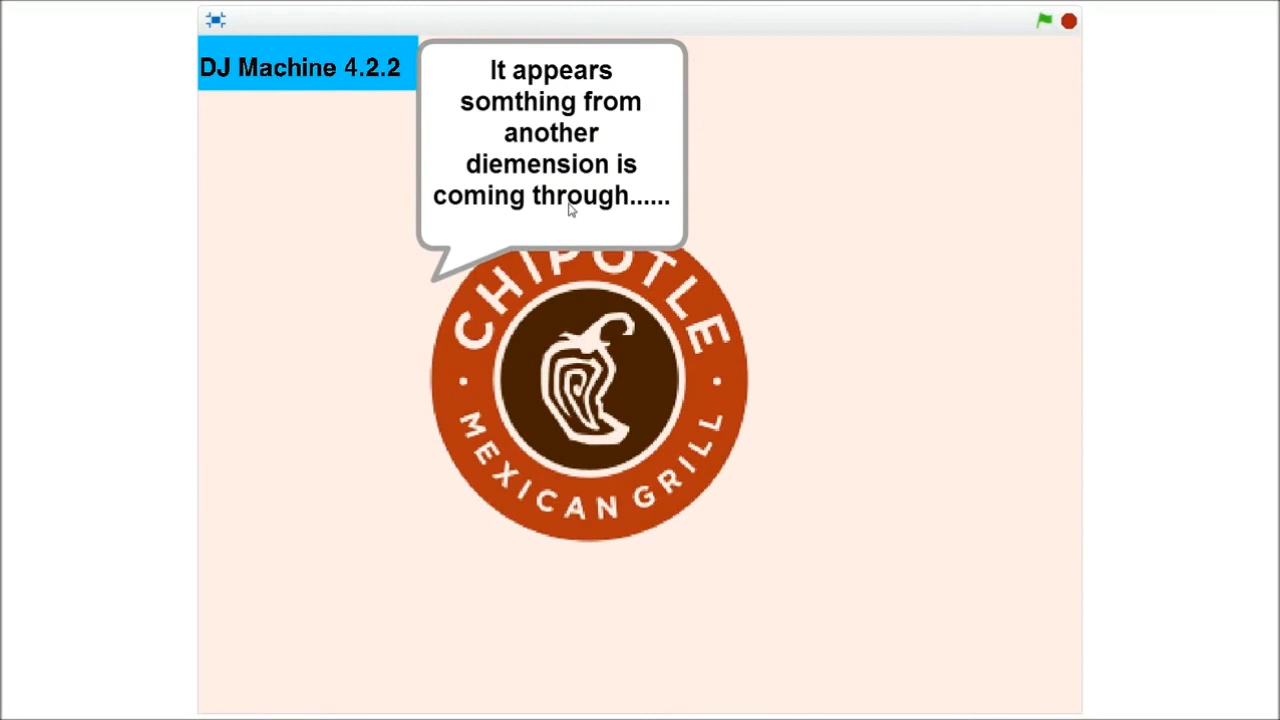 DJ Machine 4.2.2
It appears
somthing from
another
diemension is
coming through......
CHIPOTLE
MEXICAN GRILL